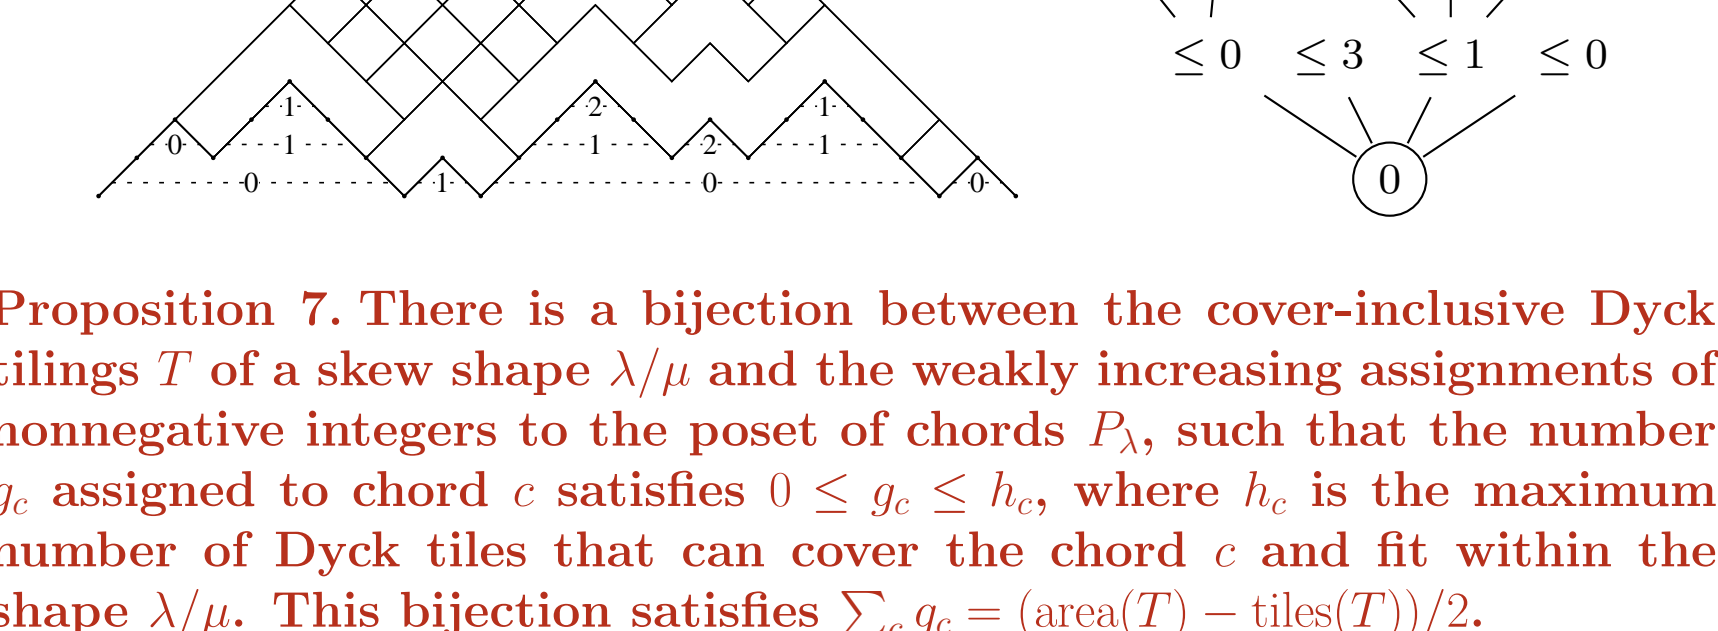 ≤ 0 ≤ 3 ≤ 1 ≤ 0
1 2 1
0 1 1 2 1
0 1 0 0
0
Proposition 7. There is a bijection between the cover-inclusive Dyck
tilings T of a skew shape λ/μ and the weakly increasing assignments of
nonnegative integers to the poset of chords P_λ, such that the number
g_c assigned to chord c satisfies 0 ≤ g_c ≤ h_c, where h_c is the maximum
number of Dyck tiles that can cover the chord c and fit within the
shape λ/μ. This bijection satisfies ∑_c g_c = (area(T) − tiles(T))/2.